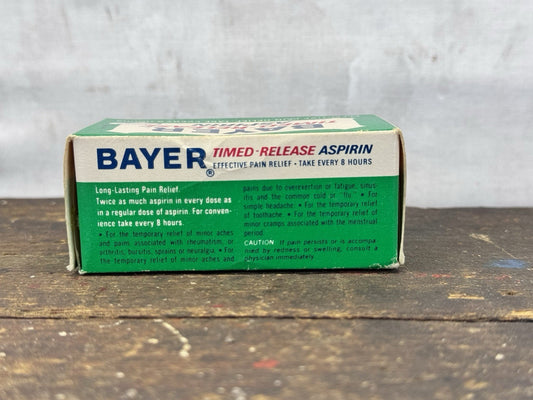 BAYER® TIMED·RELEASE ASPIRIN
EFFECTIVE PAIN RELIEF • TAKE EVERY 8 HOURS
Long-Lasting Pain Relief.
Twice as much aspirin in every dose as
in a regular dose of aspirin. For conven-
ience take every 8 hours.
• For the temporary relief of minor aches
and pains associated with rheumatism, or
arthritis, bursitis, sprains or neuralgia. • For
the temporary relief of minor aches and
pains due to overexertion or fatigue, sinus-
itis and the common cold or "flu." • For
simple headache. • For the temporary relief
of toothache. • For the temporary relief of
minor cramps associated with the menstrual
period.
CAUTION: If pain persists or is accompa-
nied by redness or swelling, consult a
physician immediately.
BAYER